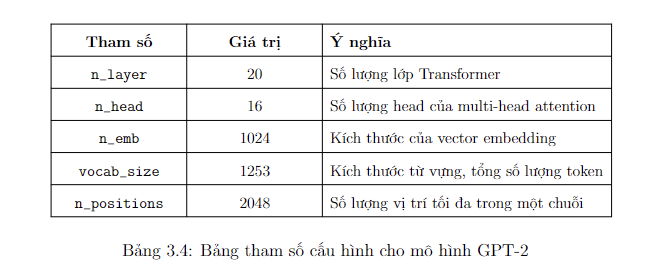 Tham số Giá trị Ý nghĩa
n_layer 20 Số lượng lớp Transformer
n_head 16 Số lượng head của multi-head attention
n_emb 1024 Kích thước của vector embedding
vocab_size 1253 Kích thước từ vựng, tổng số lượng token
n_positions 2048 Số lượng vị trí tối đa trong một chuỗi
Bảng 3.4: Bảng tham số cấu hình cho mô hình GPT-2